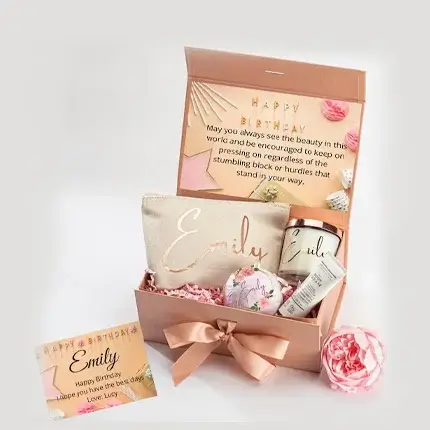 HAPPY
BIRTHDAY
May you always see the beauty in this
world and be encouraged to keep on
pressing on regardless of the
stumbling block or hurdles that
stand in your way.
Emily
Emily
HAPPY BIRTHDAY
Emily
Happy Birthday
I hope you have the best days
Love: Lucy